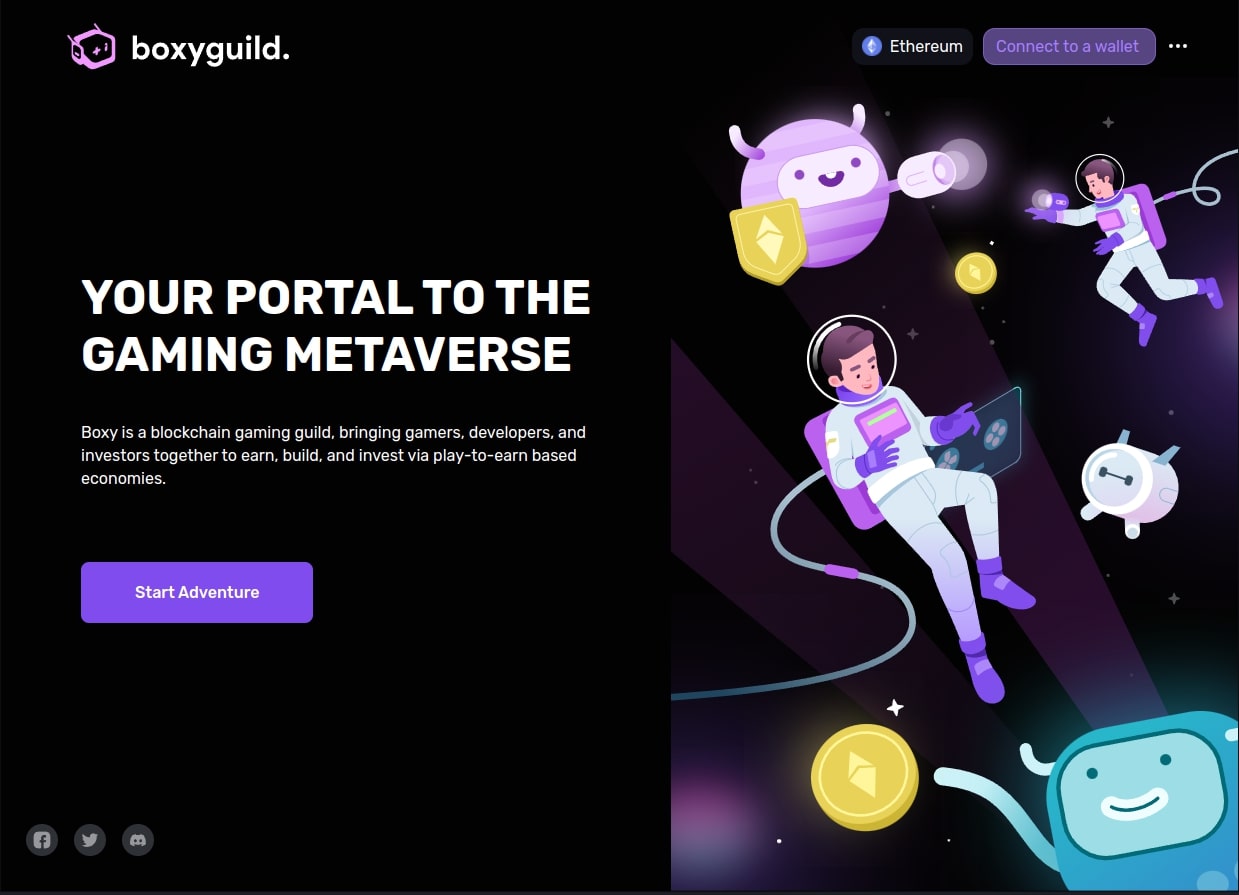 boxyguild.
Ethereum
Connect to a wallet
YOUR PORTAL TO THE
GAMING METAVERSE
Boxy is a blockchain gaming guild, bringing gamers, developers, and
investors together to earn, build, and invest via play-to-earn based
economies.
Start Adventure